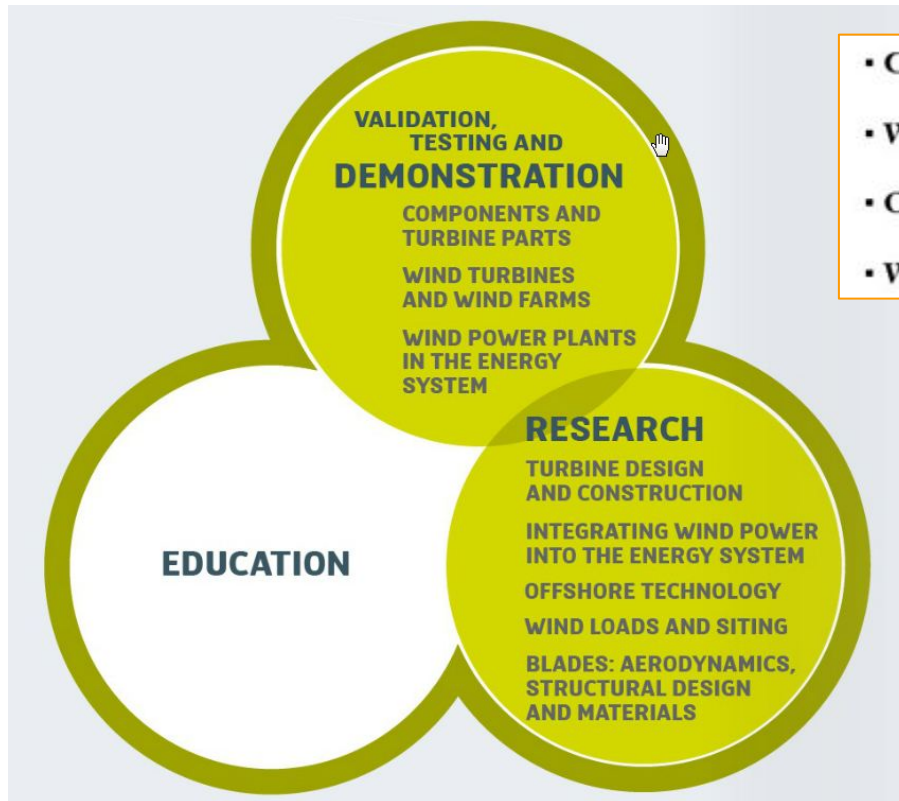 VALIDATION,
TESTING AND
DEMONSTRATION
COMPONENTS AND
TURBINE PARTS
WIND TURBINES
AND WIND FARMS
WIND POWER PLANTS
IN THE ENERGY
SYSTEM
RESEARCH
TURBINE DESIGN
AND CONSTRUCTION
INTEGRATING WIND POWER
INTO THE ENERGY SYSTEM
OFFSHORE TECHNOLOGY
WIND LOADS AND SITING
BLADES: AERODYNAMICS,
STRUCTURAL DESIGN
AND MATERIALS
EDUCATION